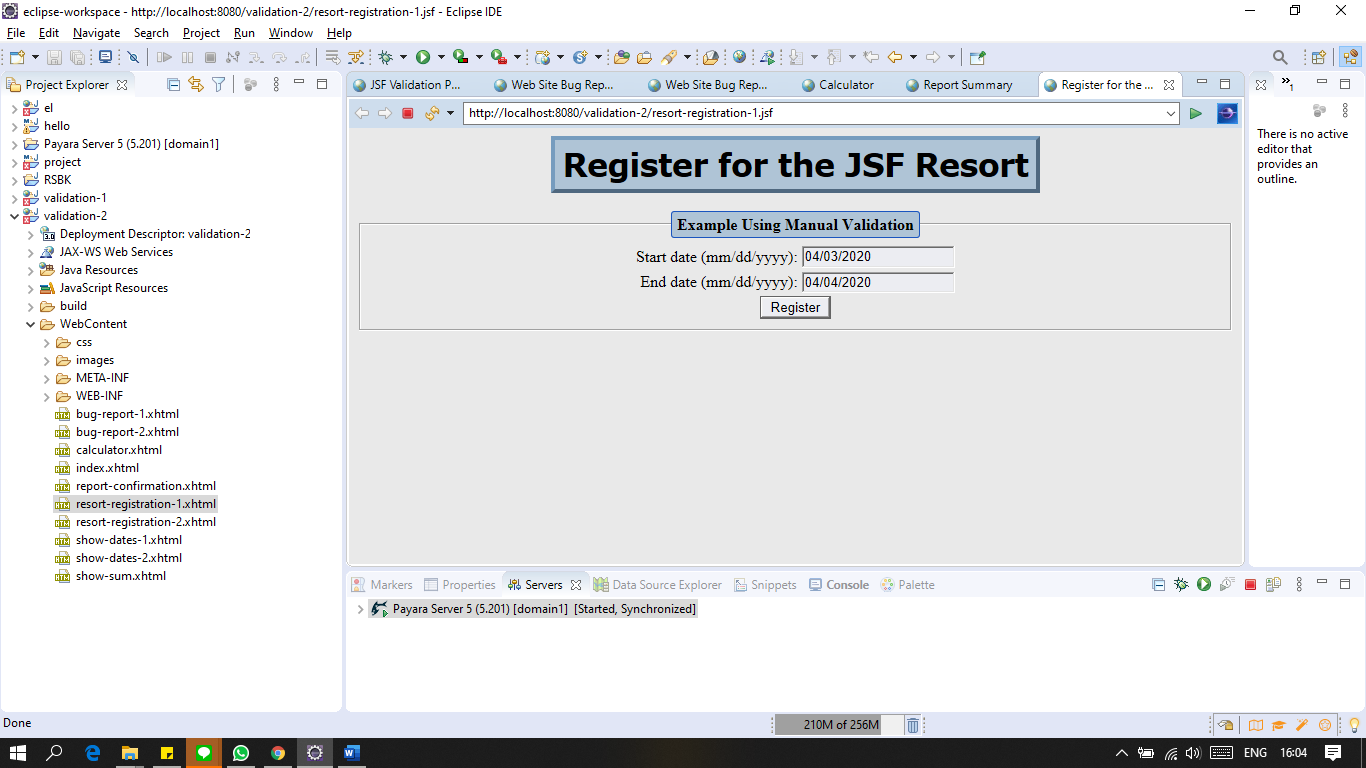 eclipse-workspace - http://localhost:8080/validation-2/resort-registration-1.jsf - Eclipse IDE
File Edit Navigate Search Project Run Window Help
Project Explorer
el
hello
Payara Server 5 (5.201) [domain1]
project
RSBK
validation-1
validation-2
Deployment Descriptor: validation-2
JAX-WS Web Services
Java Resources
JavaScript Resources
build
WebContent
css
images
META-INF
WEB-INF
bug-report-1.xhtml
bug-report-2.xhtml
calculator.xhtml
index.xhtml
report-confirmation.xhtml
resort-registration-1.xhtml
resort-registration-2.xhtml
show-dates-1.xhtml
show-dates-2.xhtml
show-sum.xhtml
JSF Validation P... Web Site Bug Rep... Web Site Bug Rep... Calculator Report Summary Register for the ...
http://localhost:8080/validation-2/resort-registration-1.jsf
Register for the JSF Resort
Example Using Manual Validation
Start date (mm/dd/yyyy): 04/03/2020
End date (mm/dd/yyyy): 04/04/2020
Register
»1
There is no active
editor that
provides an
outline.
Markers Properties Servers Data Source Explorer Snippets Console Palette
Payara Server 5 (5.201) [domain1] [Started, Synchronized]
Done
210M of 256M
ENG 16:04